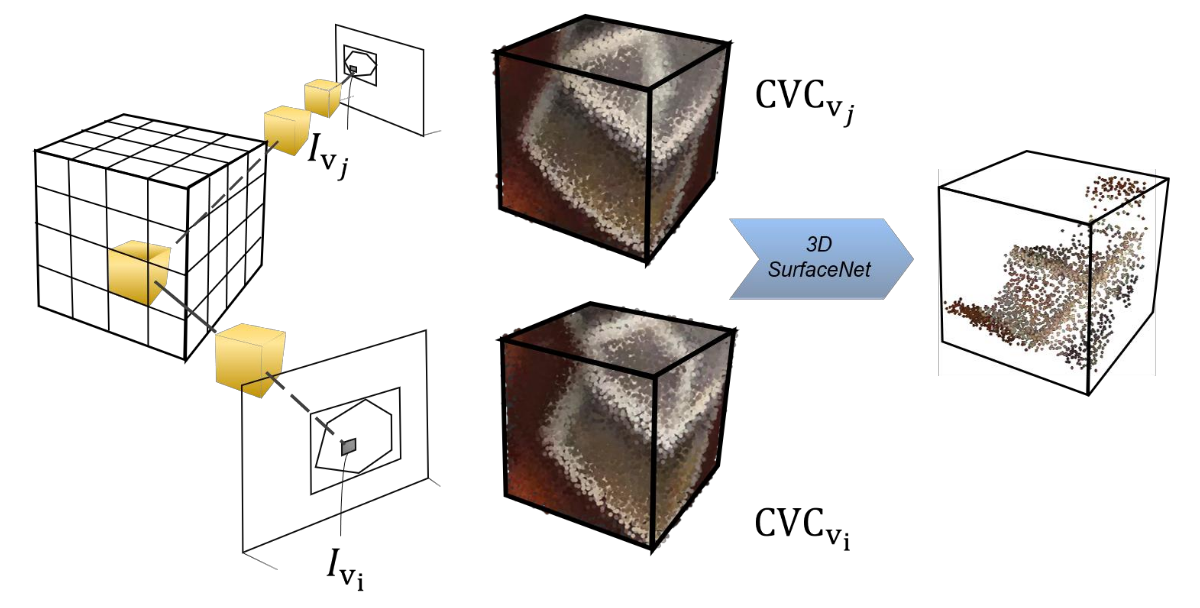 I_{v_j}
CVC_{v_j}
3D
SurfaceNet
I_{v_i}
CVC_{v_i}